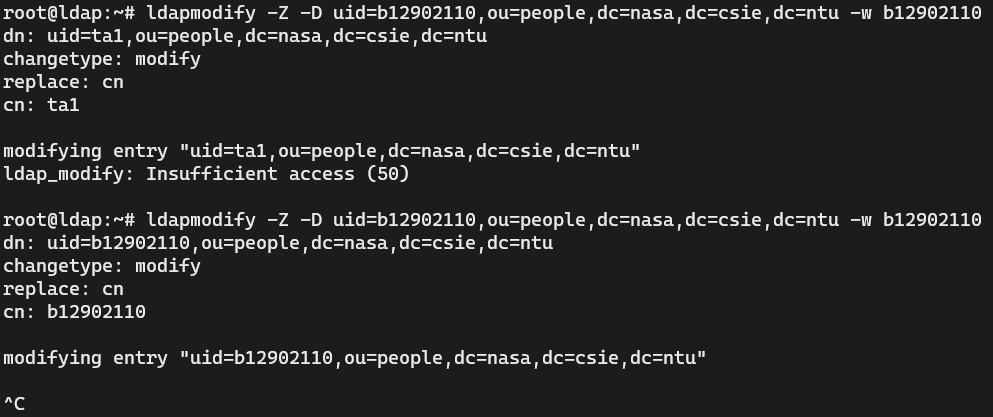 root@ldap:~# ldapmodify -Z -D uid=b12902110,ou=people,dc=nasa,dc=csie,dc=ntu -w b12902110
dn: uid=ta1,ou=people,dc=nasa,dc=csie,dc=ntu
changetype: modify
replace: cn
cn: ta1

modifying entry "uid=ta1,ou=people,dc=nasa,dc=csie,dc=ntu"
ldap_modify: Insufficient access (50)

root@ldap:~# ldapmodify -Z -D uid=b12902110,ou=people,dc=nasa,dc=csie,dc=ntu -w b12902110
dn: uid=b12902110,ou=people,dc=nasa,dc=csie,dc=ntu
changetype: modify
replace: cn
cn: b12902110

modifying entry "uid=b12902110,ou=people,dc=nasa,dc=csie,dc=ntu"

^C